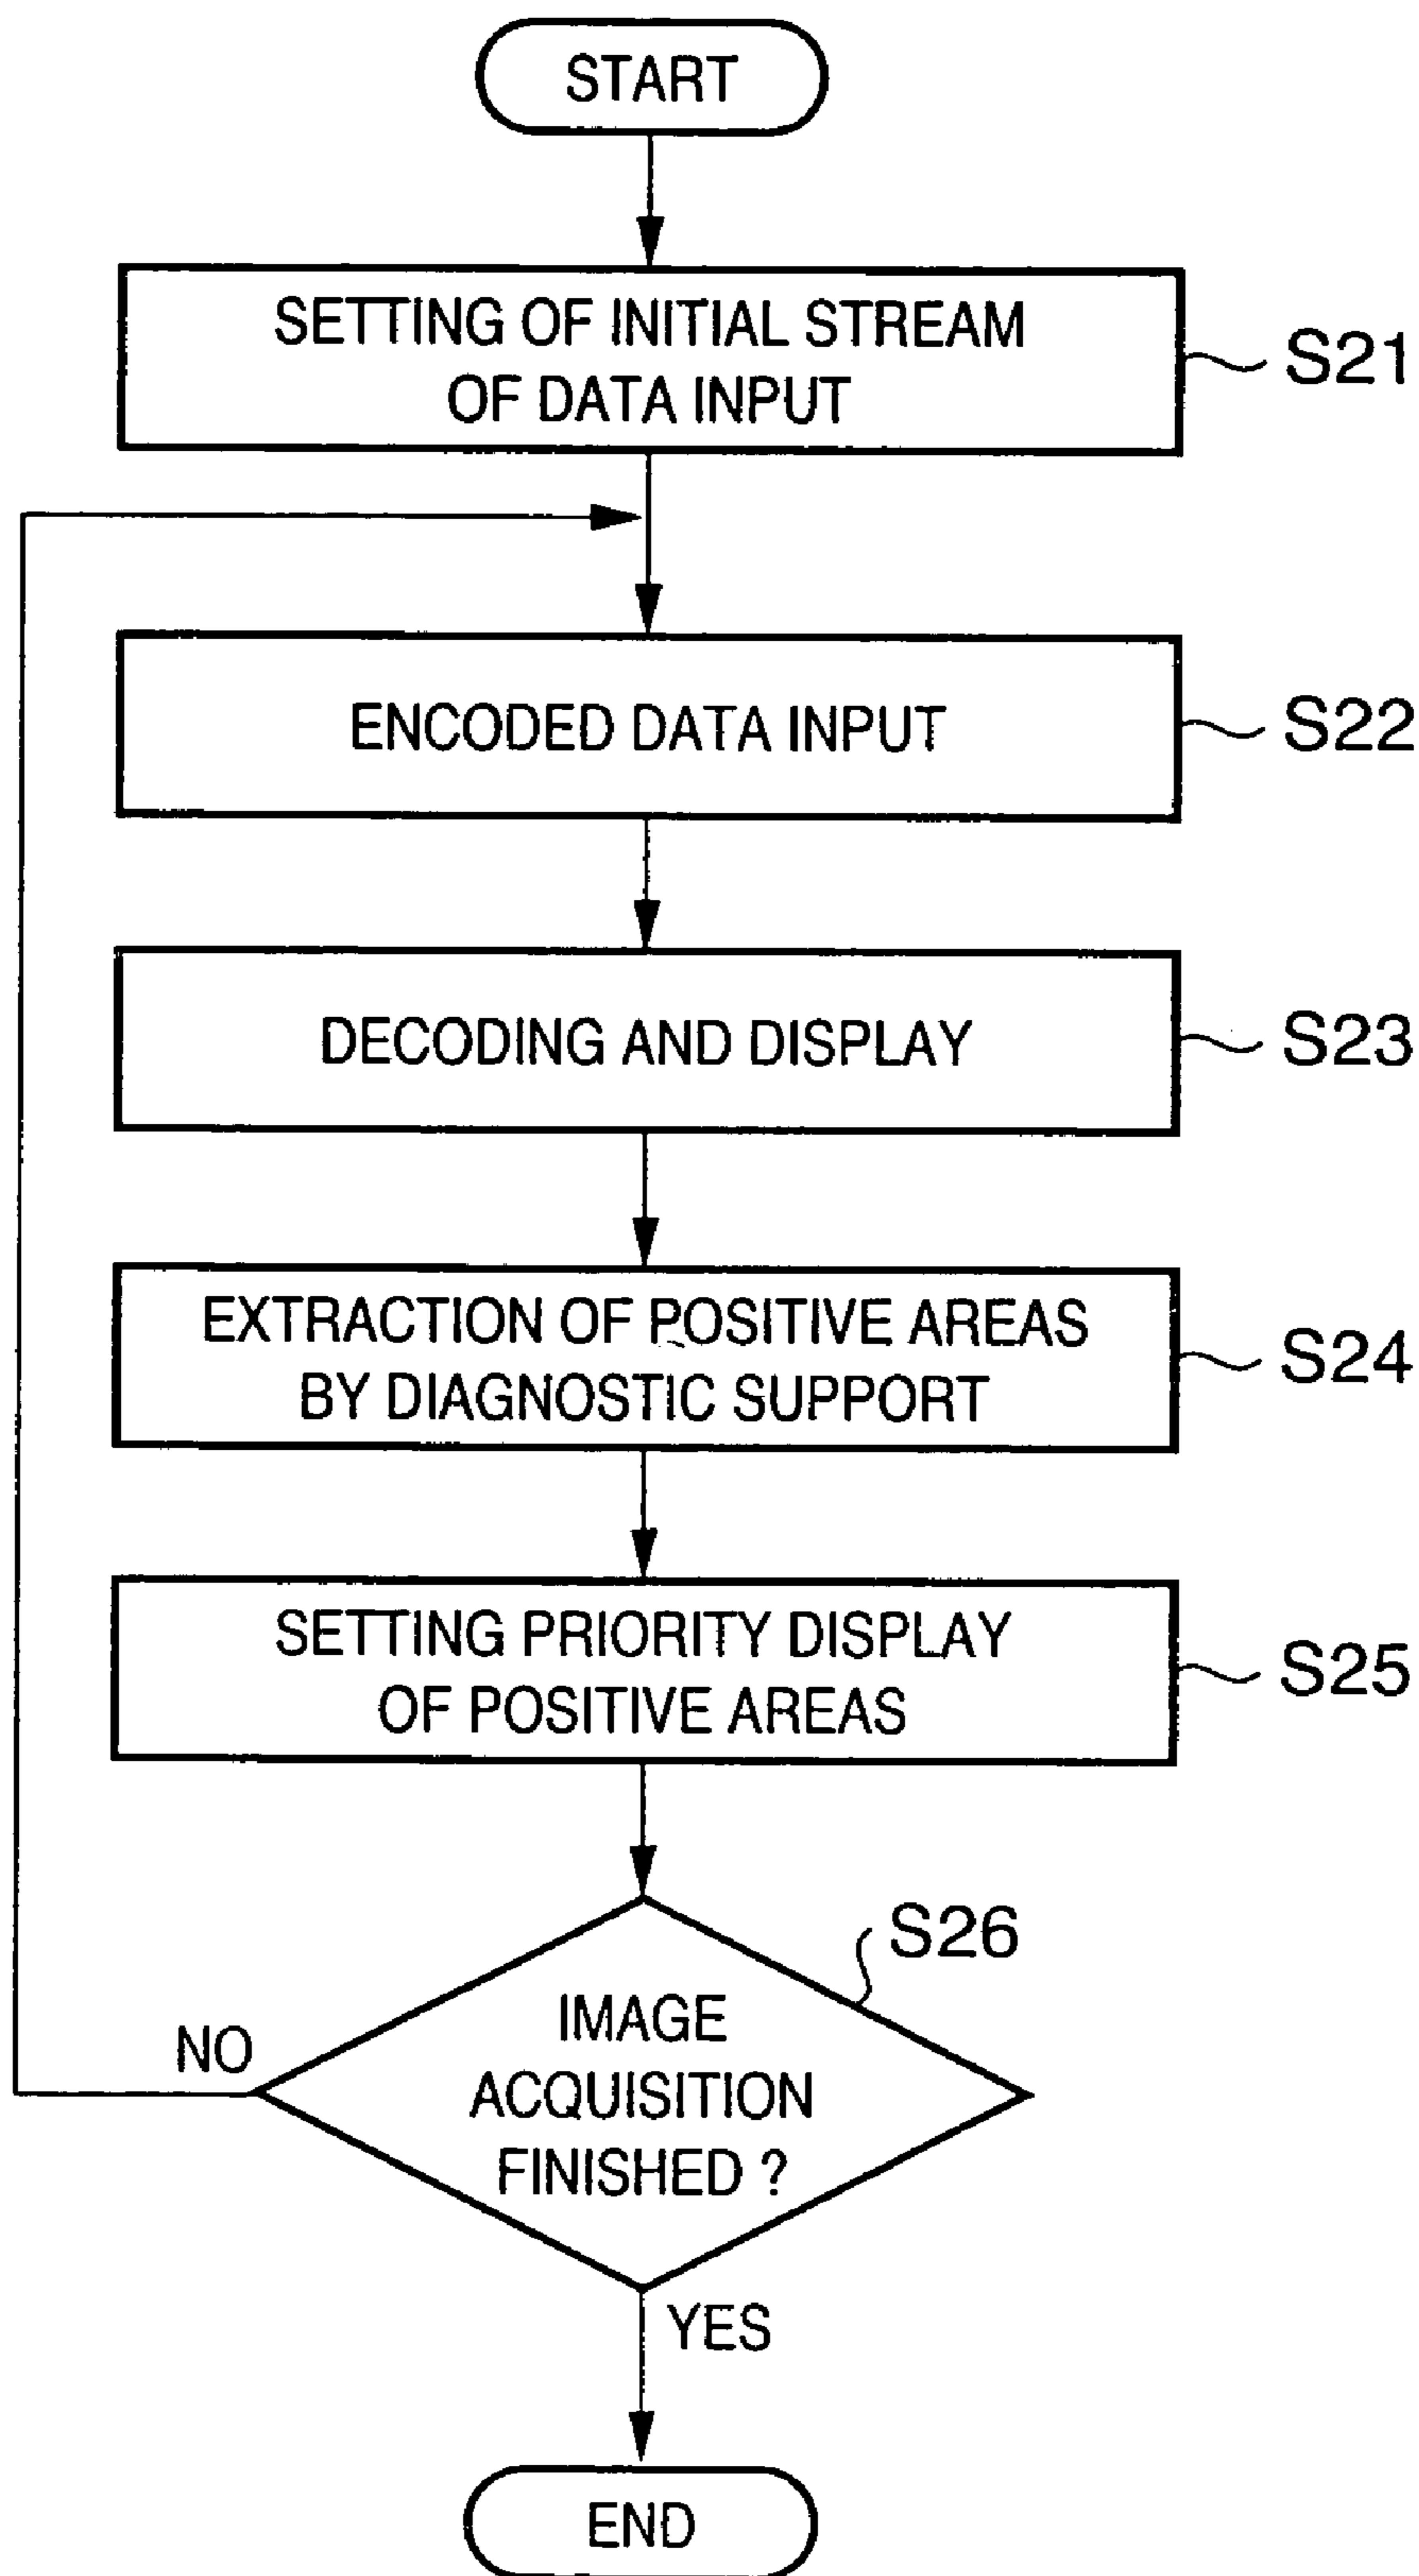 START
SETTING OF INITIAL STREAM
OF DATA INPUT
S21
ENCODED DATA INPUT
S22
DECODING AND DISPLAY
S23
EXTRACTION OF POSITIVE AREAS
BY DIAGNOSTIC SUPPORT
S24
SETTING PRIORITY DISPLAY
OF POSITIVE AREAS
S25
S26
IMAGE
ACQUISITION
FINISHED ?
NO
YES
END